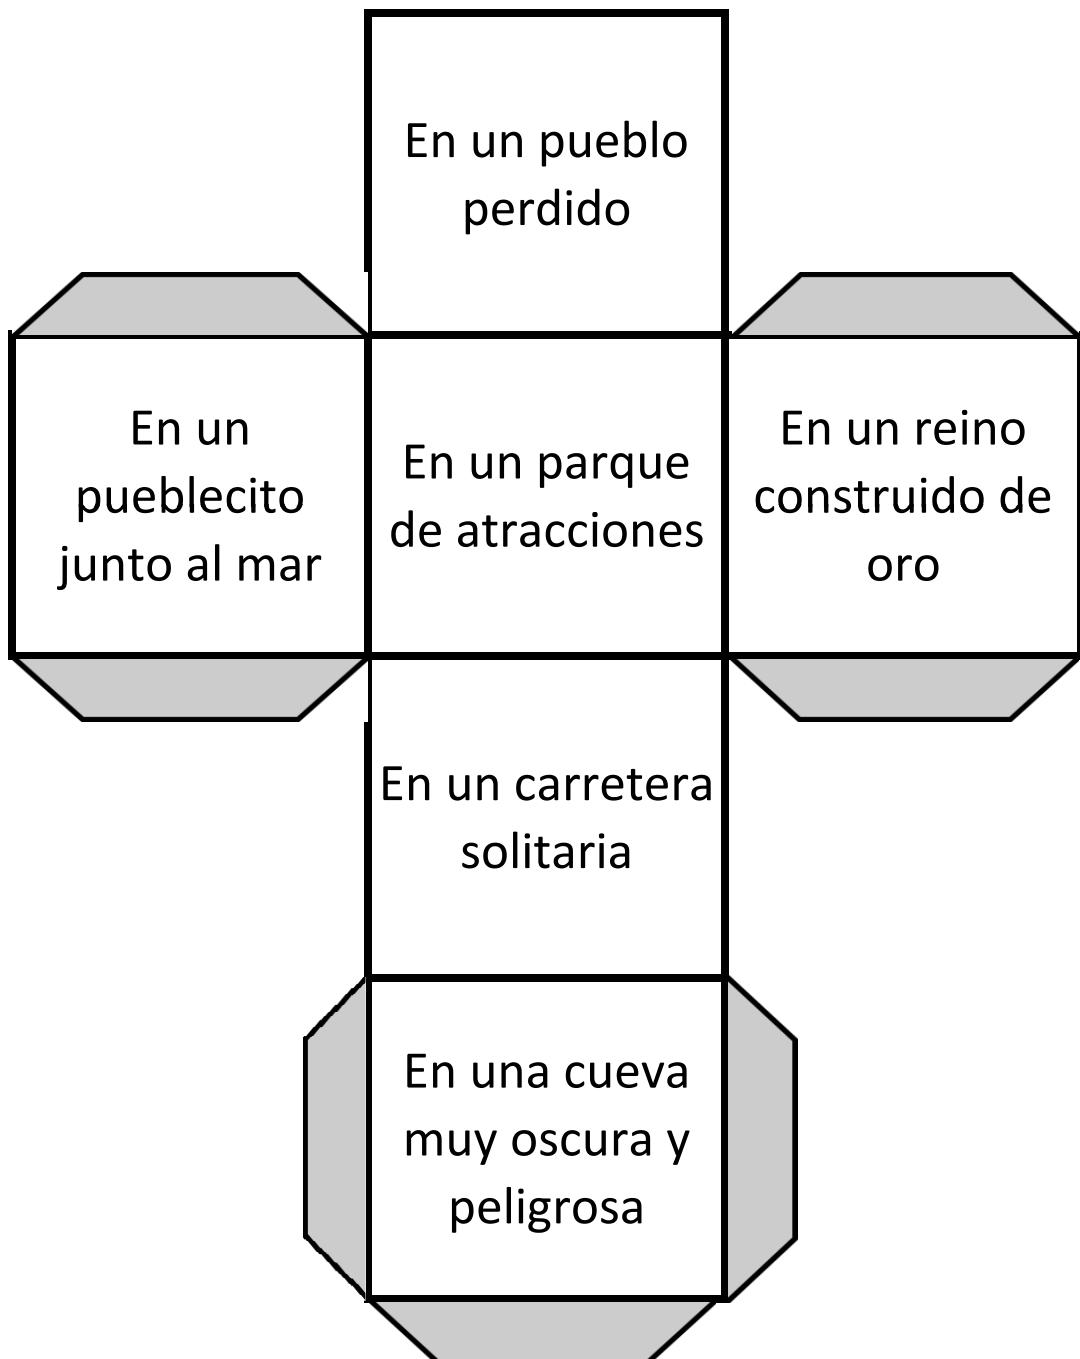 En un pueblo
perdido
En un
pueblecito
junto al mar
En un parque
de atracciones
En un reino
construido de
oro
En un carretera
solitaria
En una cueva
muy oscura y
peligrosa